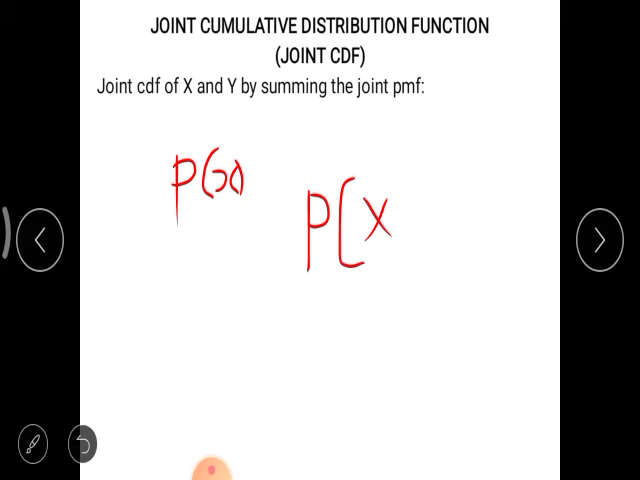 JOINT CUMULATIVE DISTRIBUTION FUNCTION
(JOINT CDF)
Joint cdf of X and Y by summing the joint pmf:
P(x)
P[X